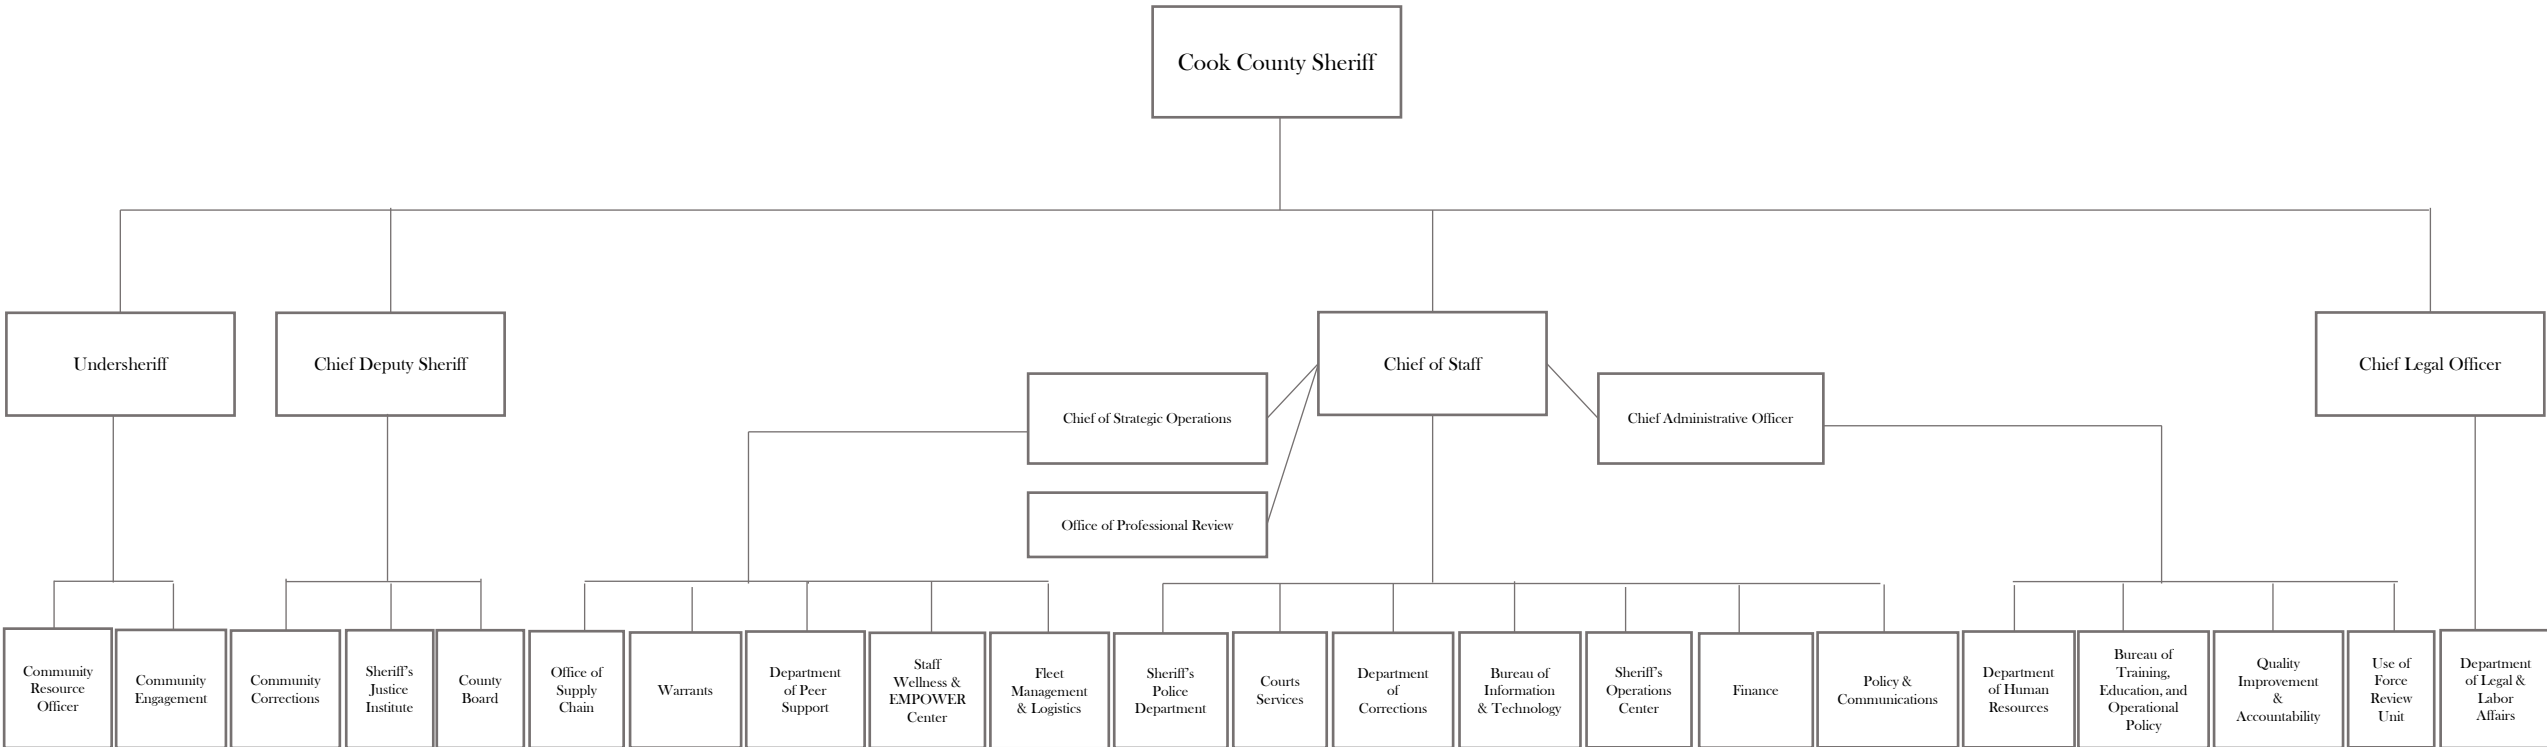 Cook County Sheriff
Undersheriff
Chief Deputy Sheriff
Chief of Staff
Chief Legal Officer
Chief of Strategic Operations
Chief Administrative Officer
Office of Professional Review
Community
Resource
Officer
Community
Engagement
Community
Corrections
Sheriff's
Justice
Institute
County
Board
Office of
Supply
Chain
Warrants
Department
of Peer
Support
Staff
Wellness &
EMPOWER
Center
Fleet
Management
& Logistics
Sheriff's
Police
Department
Courts
Services
Department
of
Corrections
Bureau of
Information
& Technology
Sheriff's
Operations
Center
Finance
Policy &
Communications
Department
of Human
Resources
Bureau of
Training,
Education, and
Operational
Policy
Quality
Improvement
&
Accountability
Use of
Force
Review
Unit
Department
of Legal &
Labor
Affairs